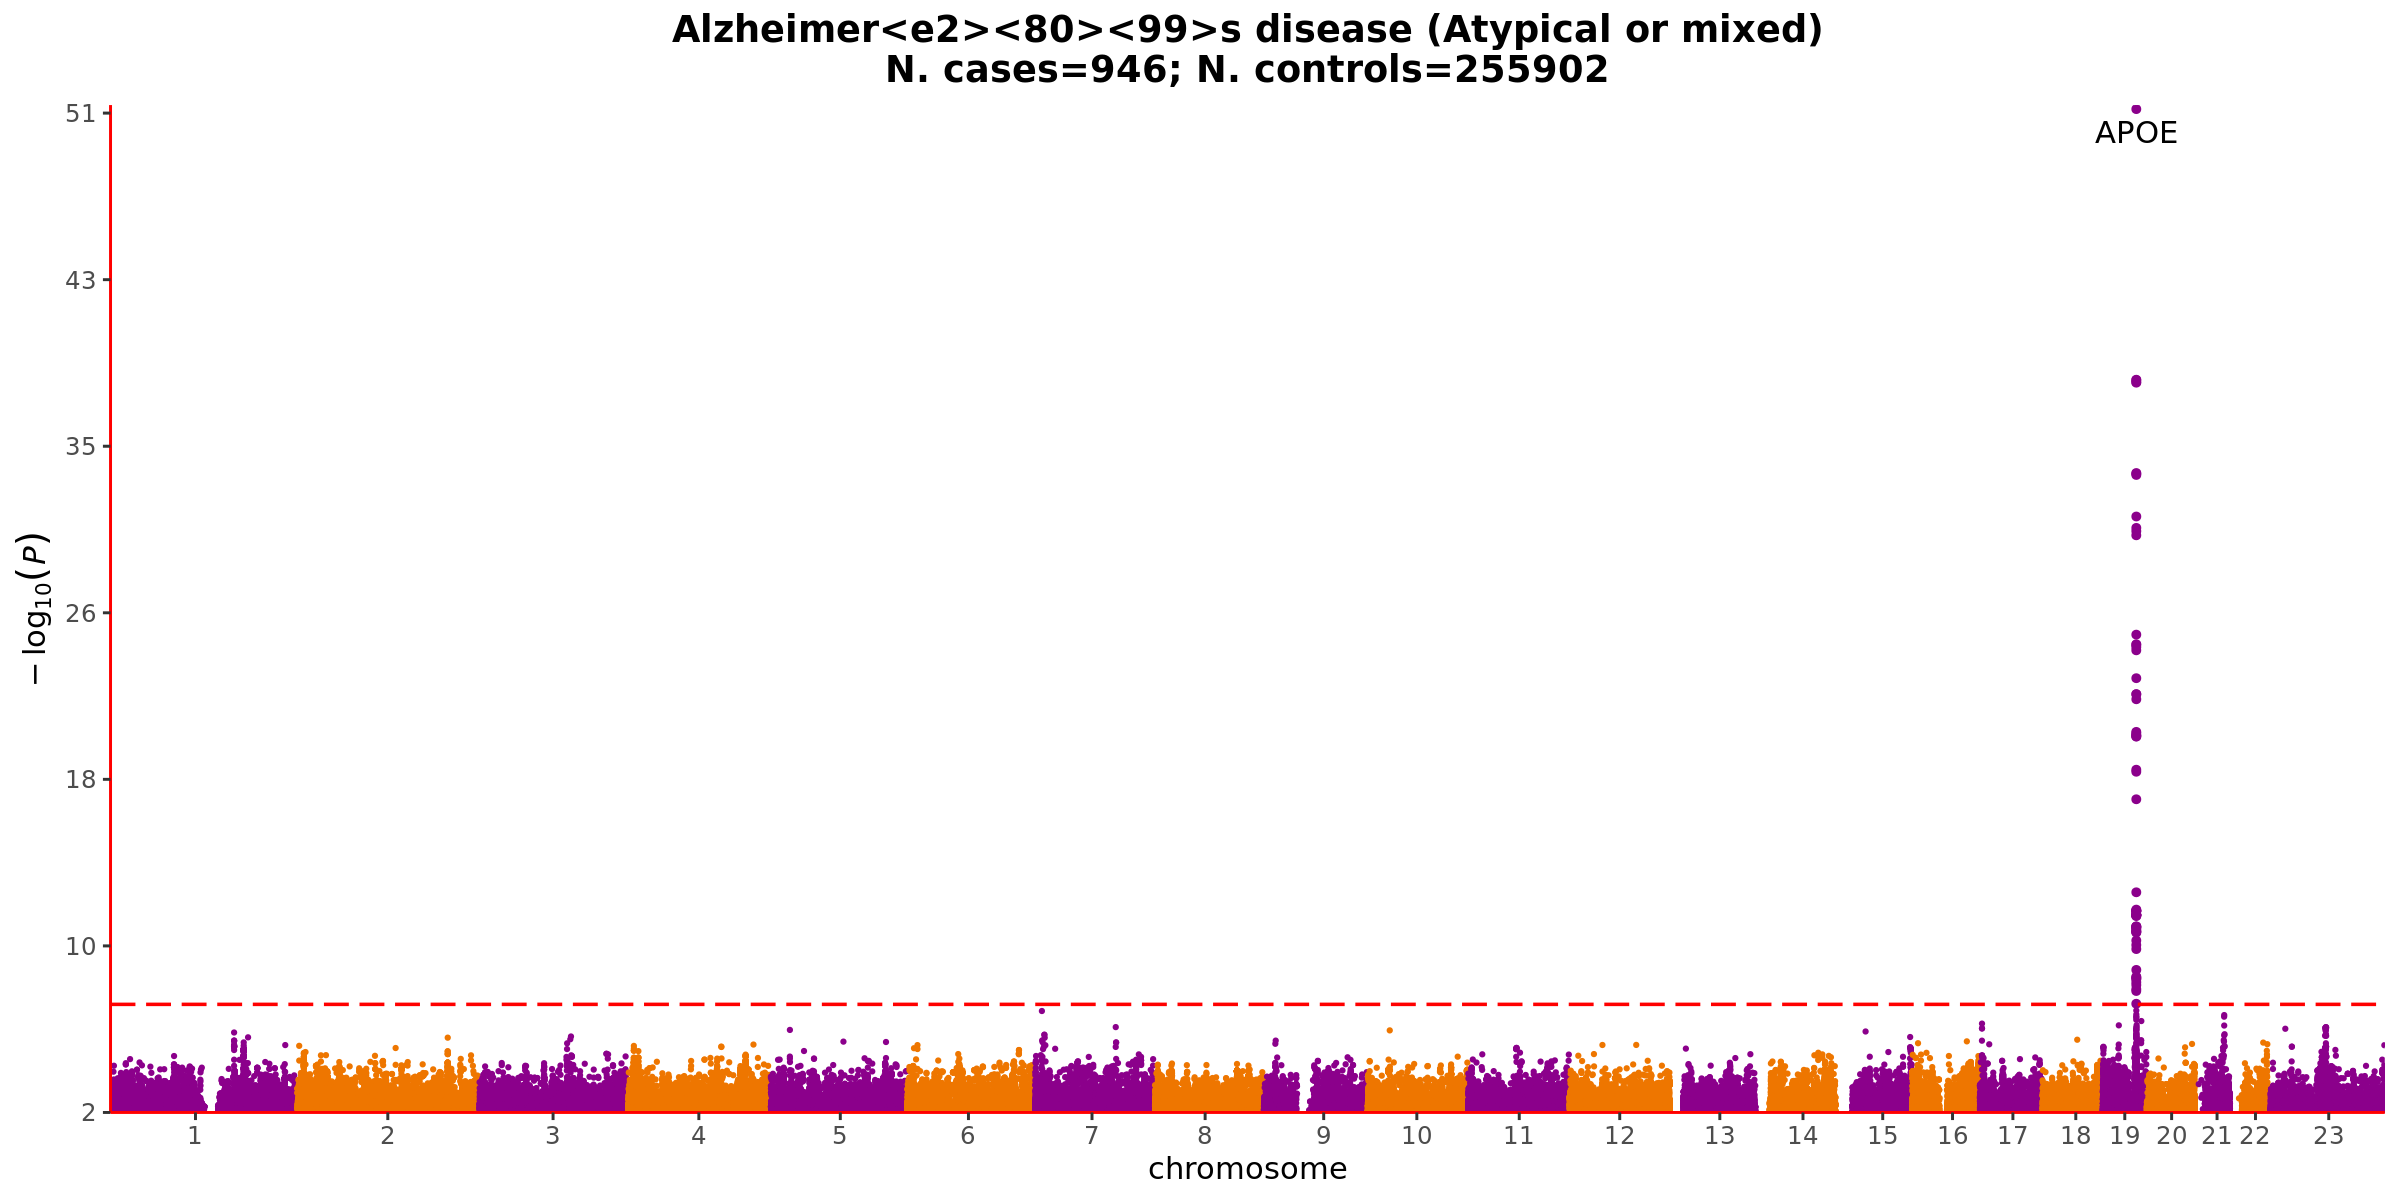 Alzheimer<e2><80><99>s disease (Atypical or mixed)
N. cases=946; N. controls=255902
51
APOE
43
35
26
18
10
2
−log10(P)
1 2 3 4 5 6 7 8 9 10 11 12 13 14 15 16 17 18 19 20 21 22 23
chromosome